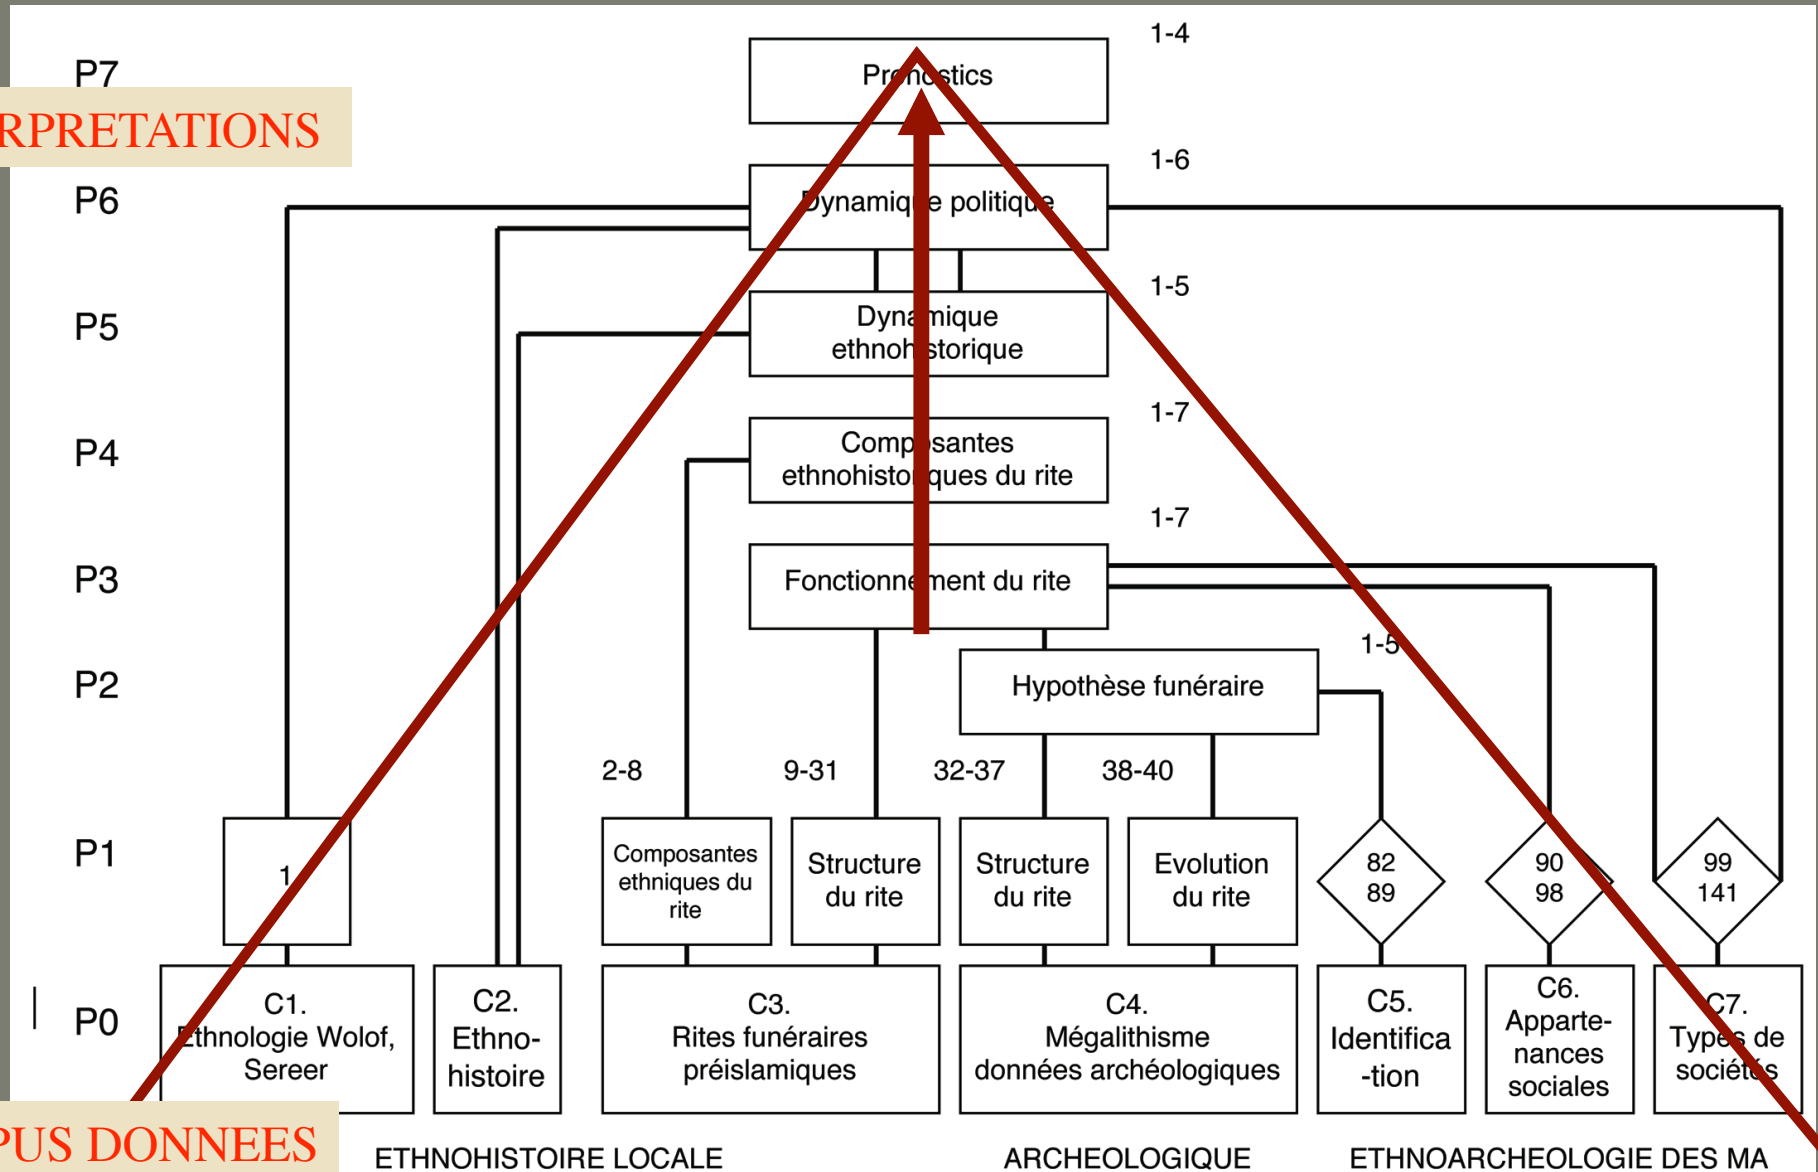 1-4
P7
Pronostics
RPRETATIONS
1-6
P6
Dynamique politique
1-5
P5
Dynamique
ethnohistorique
1-7
P4
Composantes
ethnohistoriques du rite
1-7
P3
Fonctionnement du rite
1-5
P2
Hypothèse funéraire
2-8
9-31
32-37
38-40
P1
1
Composantes
ethniques du
rite
Structure
du rite
Structure
du rite
Evolution
du rite
82
89
90
98
99
141
P0
C1.
Ethnologie Wolof,
Sereer
C2.
Ethno-
histoire
C3.
Rites funéraires
préislamiques
C4.
Mégalithisme
données archéologiques
C5.
Identifica
-tion
C6.
Apparte-
nances
sociales
C7.
Types de
sociétés
PUS DONNEES
ETHNOHISTOIRE LOCALE
ARCHEOLOGIQUE
ETHNOARCHEOLOGIE DES MA